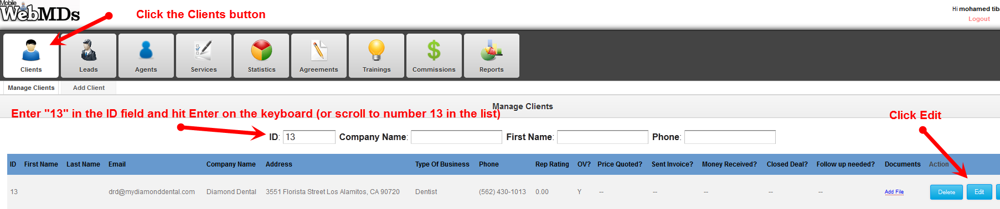 Mobile
WebMDs
Click the Clients button
Hi mohamed tiba
Logout
Clients
Leads
Agents
Services
Statistics
Agreements
Trainings
Commissions
Reports
Manage Clients
Add Client
Manage Clients
Enter "13" in the ID field and hit Enter on the keyboard (or scroll to number 13 in the list)
Click Edit
ID: 13 Company Name: First Name: Phone:
ID First Name Last Name Email Company Name Address Type Of Business Phone Rep Rating OV? Price Quoted? Sent Invoice? Money Received? Closed Deal? Follow up needed? Documents Action
13 drd@mydiamonddental.com Diamond Dental 3551 Florista Street Los Alamitos, CA 90720 Dentist (562) 430-1013 0.00 Y -- -- -- -- -- Add File Delete Edit